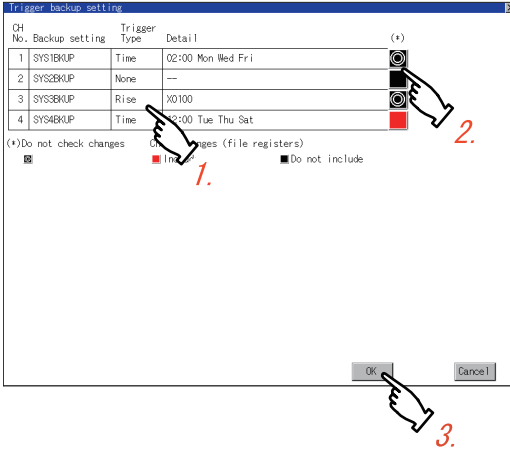 Trigger backup setting
CH Trigger
No. Backup setting Type Detail (*)
1 SYS1BKUP Time 02:00 Mon Wed Fri
2 SYS2BKUP None --
3 SYS3BKUP Rise X0100
4 SYS4BKUP Time :00 Tue Thu Sat
(*)Do not check changes (file registers)
Do not include
1.
2.
OK Cancel
3.